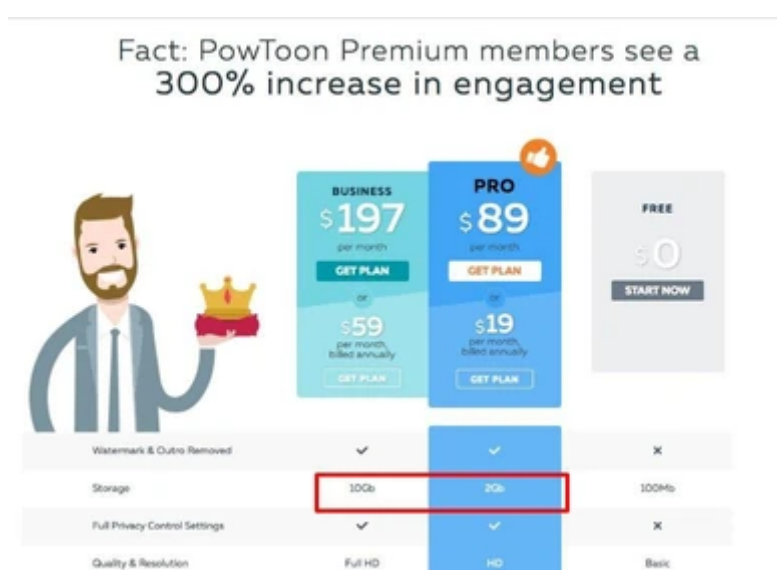 Fact: PowToon Premium members see a
300% increase in engagement
BUSINESS
$197
per month
GET PLAN
or
$59
per month,
billed annually
GET PLAN
PRO
$89
per month
GET PLAN
or
$19
per month,
billed annually
GET PLAN
FREE
$0
START NOW
Watermark & Outro Removed
Storage 10Gb 2Gb 100Mb
Full Privacy Control Settings
Quality & Resolution Full HD HD Basic